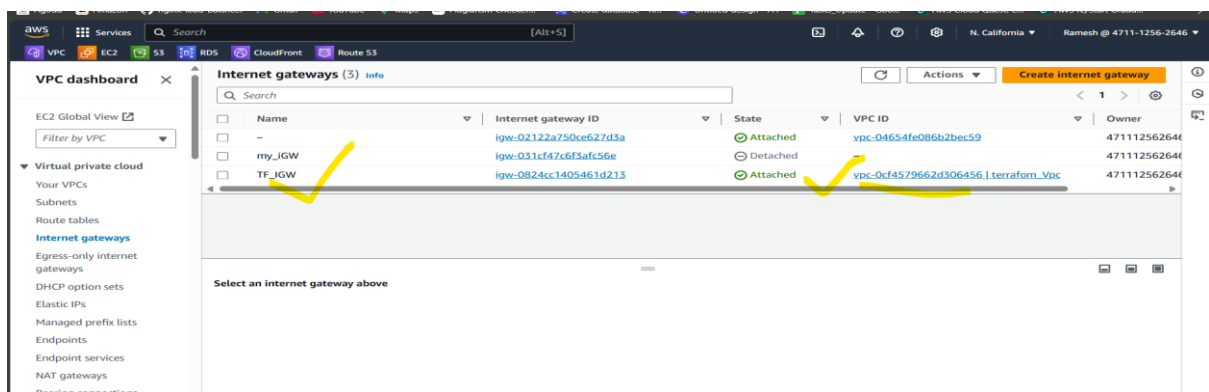 aws Services Search [Alt+S] N. California Ramesh @ 4711-1256-2646
VPC EC2 S3 RDS CloudFront Route 53
VPC dashboard
EC2 Global View
Filter by VPC
Virtual private cloud
Your VPCs
Subnets
Route tables
Internet gateways
Egress-only internet
gateways
DHCP option sets
Elastic IPs
Managed prefix lists
Endpoints
Endpoint services
NAT gateways
Internet gateways (3) Info Actions Create internet gateway
Search 1
Name Internet gateway ID State VPC ID Owner
– igw-02122a750ce627d3a Attached vpc-04654fe086b2bec59 471112562646
my_iGW igw-031cf47c6f3afc56e Detached – 471112562646
TF_IGW igw-0824cc1405461d213 Attached vpc-0cf4579662d306456 | terrafom_Vpc 471112562646
Select an internet gateway above